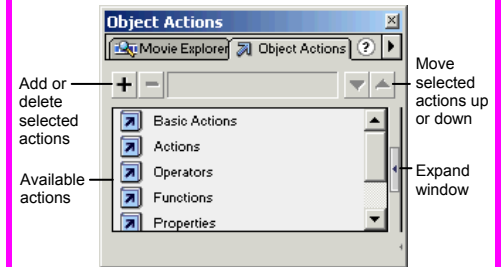 Object Actions
Movie Explorer
Object Actions
?
Add or
delete
selected
actions
Move
selected
actions up
or down
Available
actions
Basic Actions
Actions
Operators
Functions
Properties
Expand
window